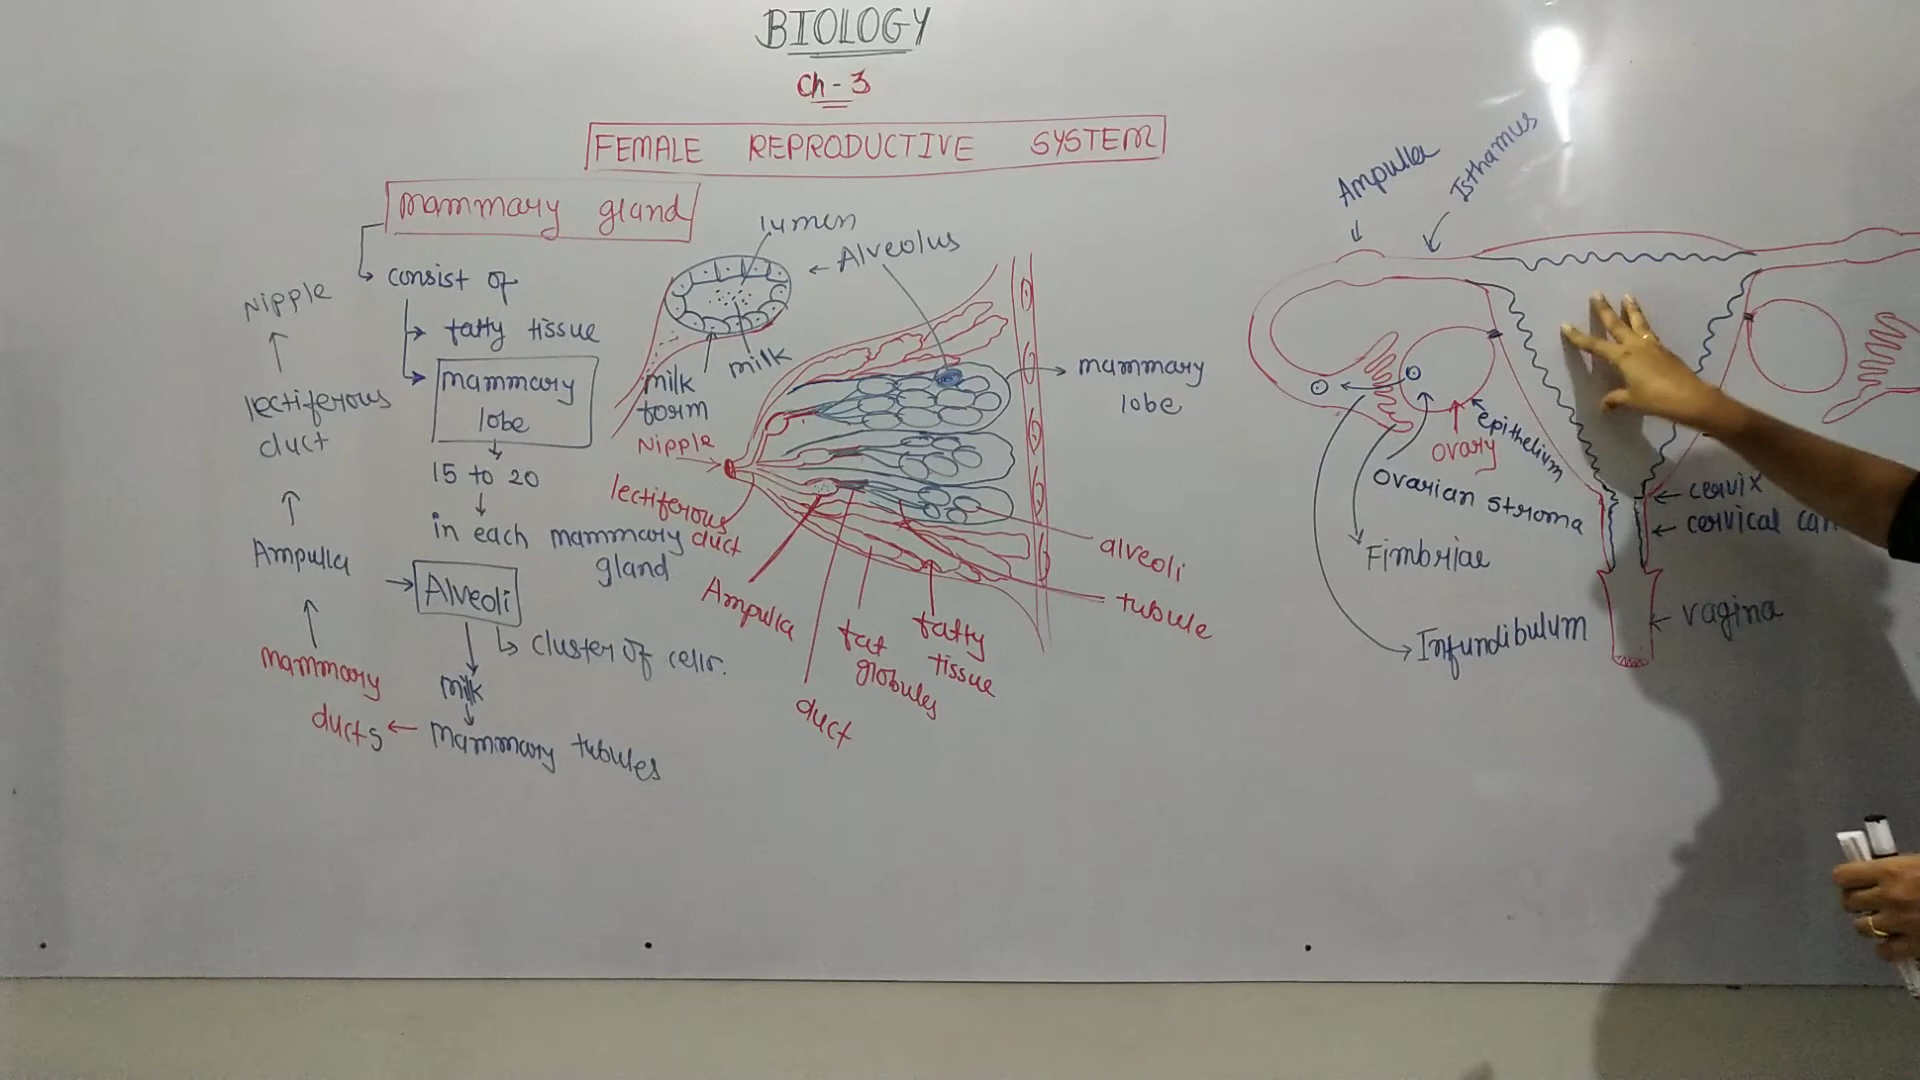 BIOLOGY
Ch - 3
FEMALE REPRODUCTIVE SYSTEM
Mammary gland
consist of
fatty tissue
mammary
lobe
15 to 20
in each mammary
gland
Alveoli
cluster of cells.
milk
mammary tubules
mammary
ducts
Ampulla
lectiferous
duct
Nipple
lumen
Alveolus
milk
milk
form
Nipple
lectiferous
duct
Ampulla
duct
fat
globules
fatty
tissue
mammary
lobe
alveoli
tubule
Ampulla
Isthamus
epithelium
ovary
ovarian stroma
Fimbriae
Infundibulum
cervix
cervical can
vagina